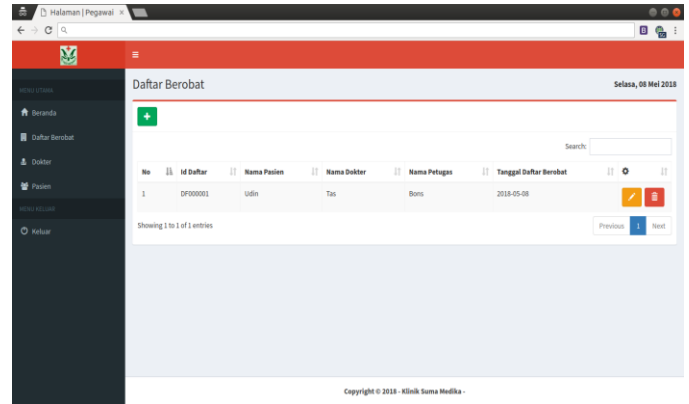 Halaman | Pegawai
MENU UTAMA
Beranda
Daftar Berobat
Dokter
Pasien
MENU KELUAR
Keluar
Daftar Berobat
Selasa, 08 Mei 2018
Search:
No Id Daftar Nama Pasien Nama Dokter Nama Petugas Tanggal Daftar Berobat
1 DF000001 Udin Tas Bons 2018-05-08
Showing 1 to 1 of 1 entries
Previous 1 Next
Copyright © 2018 - Klinik Suma Medika -